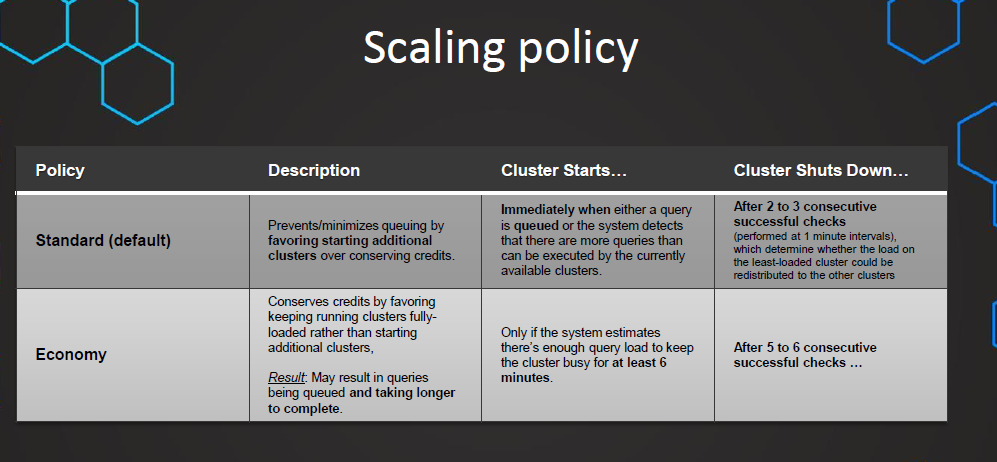 Scaling policy
Policy
Description
Cluster Starts…
Cluster Shuts Down…
Standard (default)
Prevents/minimizes queuing by
favoring starting additional
clusters over conserving credits.
Immediately when either a query
is queued or the system detects
that there are more queries than
can be executed by the currently
available clusters.
After 2 to 3 consecutive
successful checks
(performed at 1 minute intervals),
which determine whether the load on
the least-loaded cluster could be
redistributed to the other clusters
Economy
Conserves credits by favoring
keeping running clusters fully-
loaded rather than starting
additional clusters,
Result: May result in queries
being queued and taking longer
to complete.
Only if the system estimates
there’s enough query load to keep
the cluster busy for at least 6
minutes.
After 5 to 6 consecutive
successful checks …